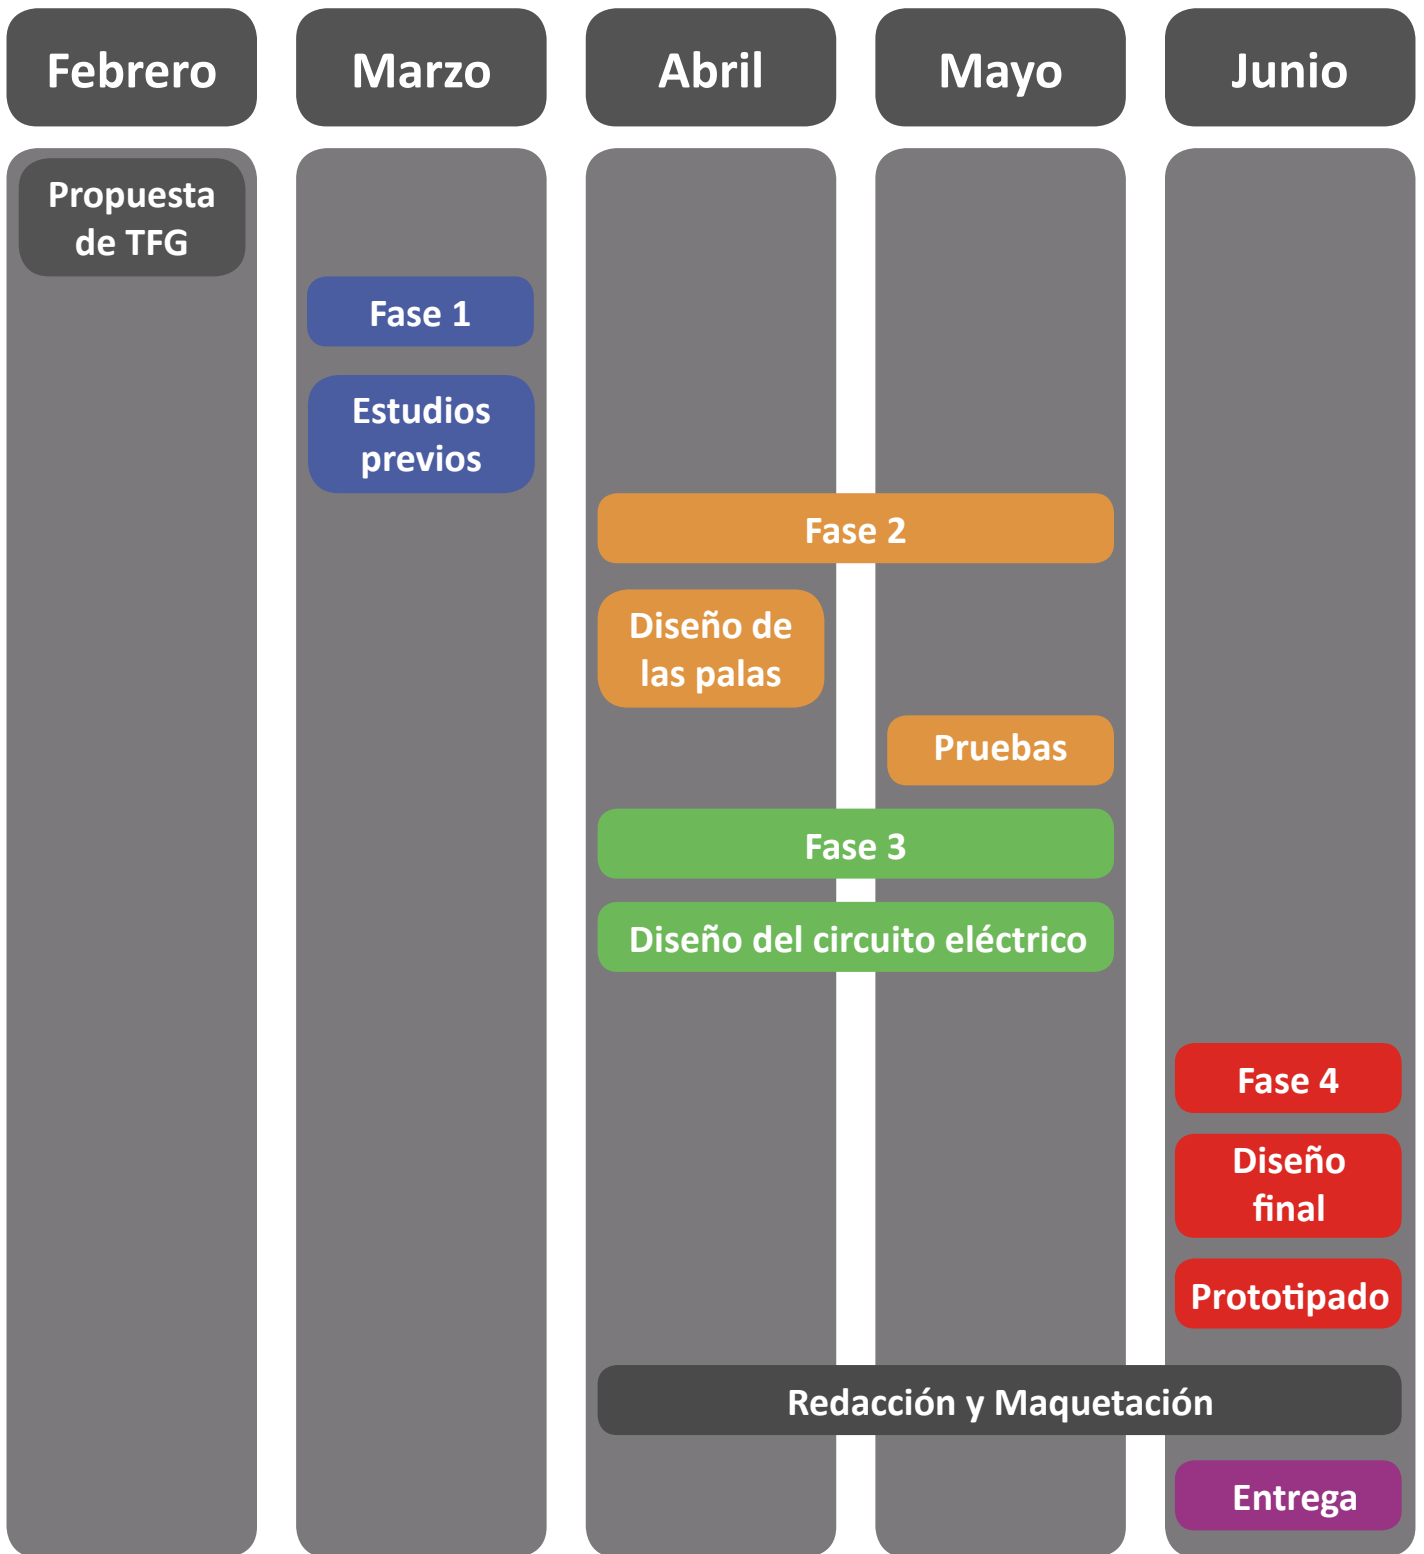 Febrero
Marzo
Abril
Mayo
Junio
Propuesta
de TFG
Fase 1
Estudios
previos
Fase 2
Diseño de
las palas
Pruebas
Fase 3
Diseño del circuito eléctrico
Fase 4
Diseño
final
Prototipado
Redacción y Maquetación
Entrega